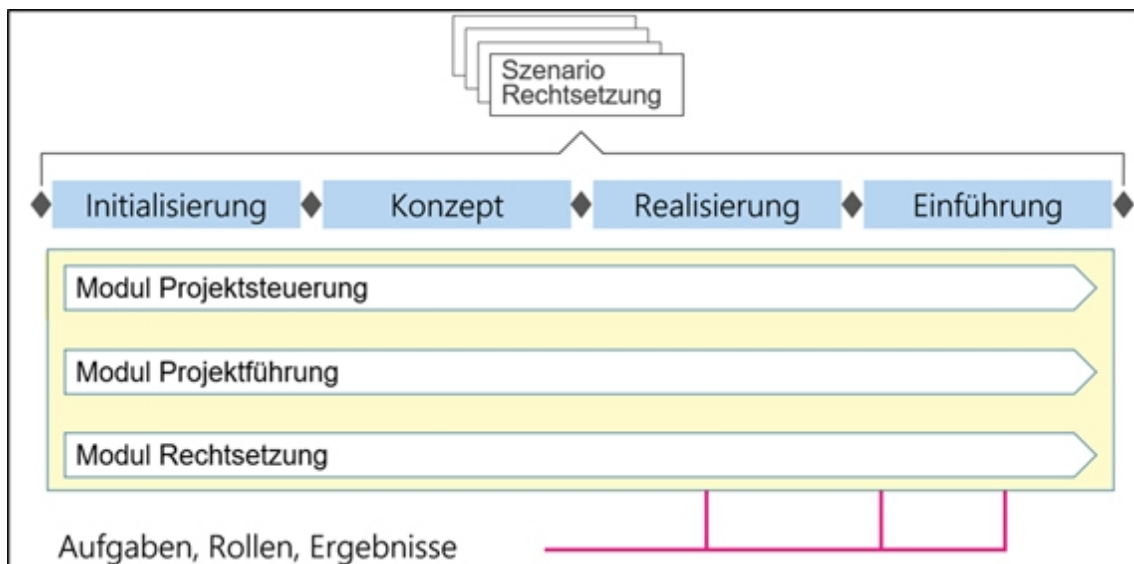 Szenario
Rechtsetzung
Initialisierung
Konzept
Realisierung
Einführung
Modul Projektsteuerung
Modul Projektführung
Modul Rechtsetzung
Aufgaben, Rollen, Ergebnisse